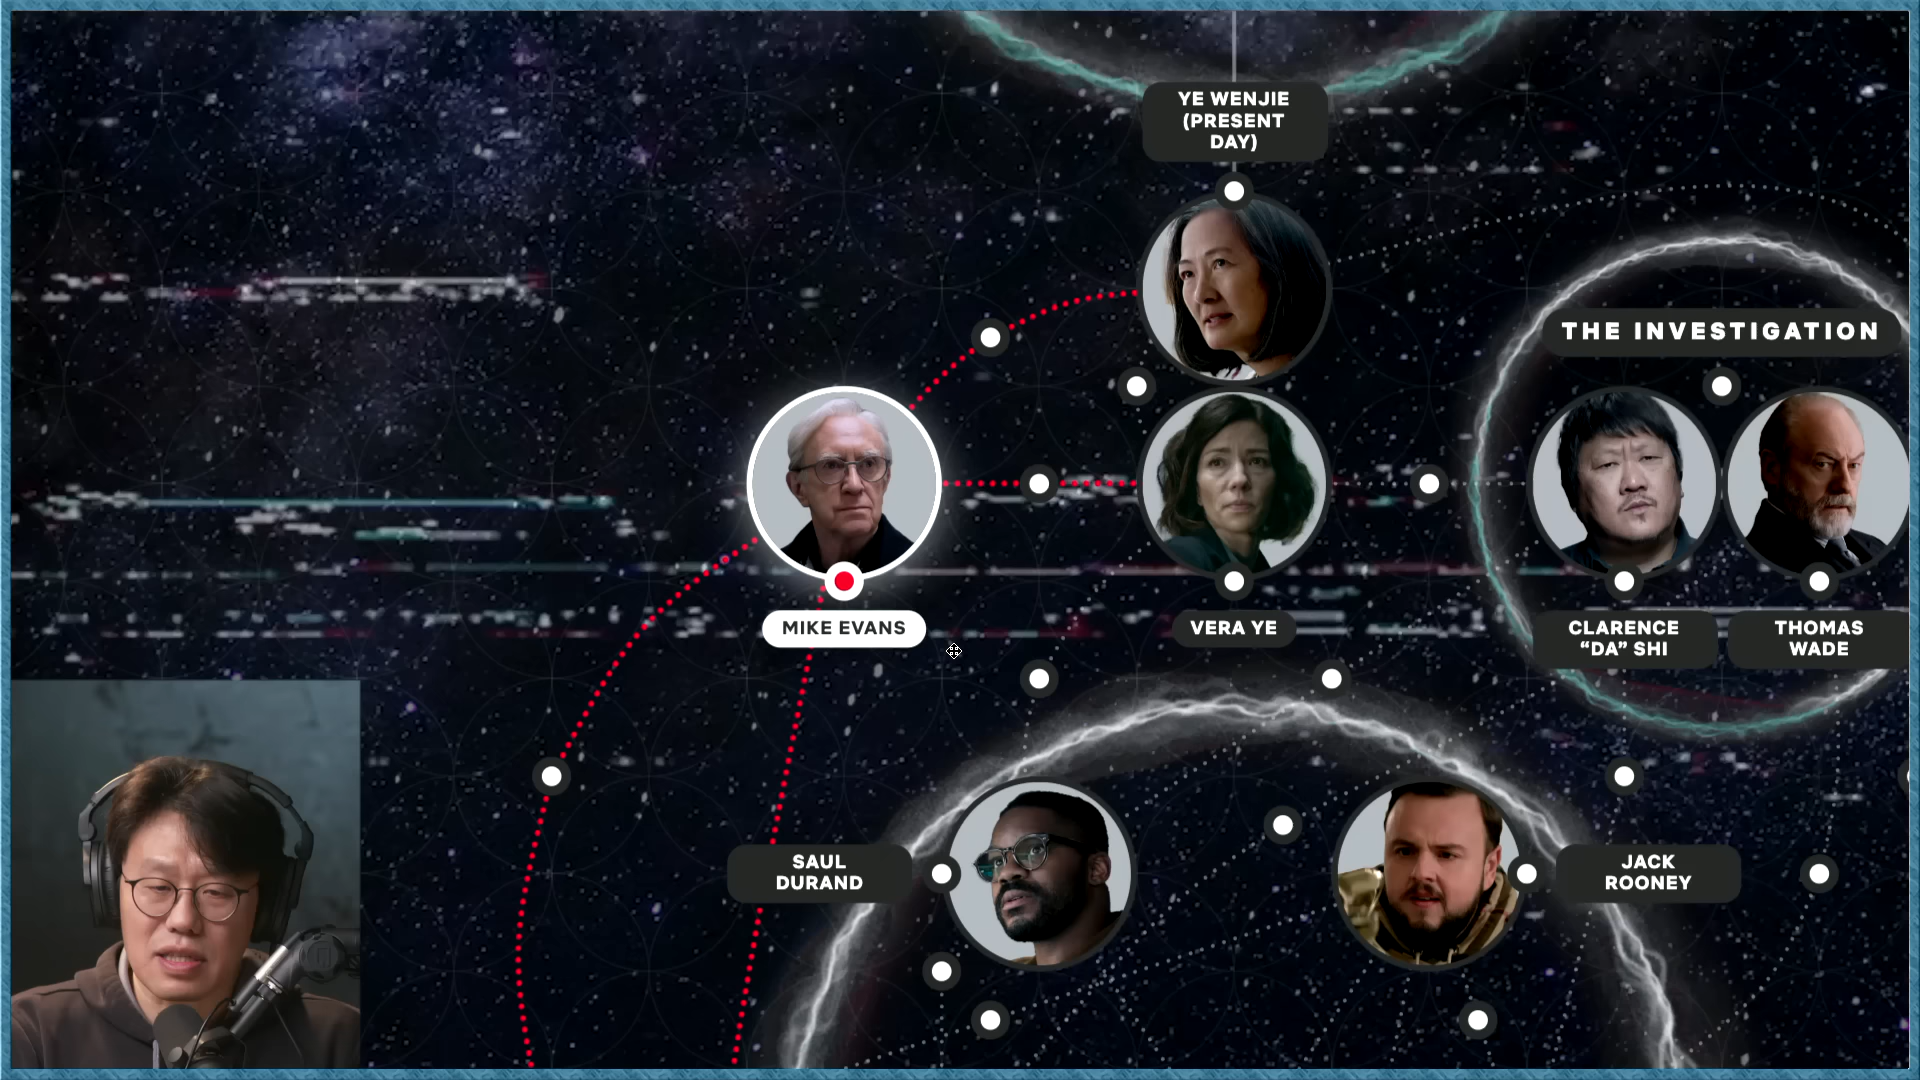 YE WENJIE
(PRESENT
DAY)
THE INVESTIGATION
MIKE EVANS
VERA YE
CLARENCE
“DA” SHI
THOMAS
WADE
SAUL
DURAND
JACK
ROONEY